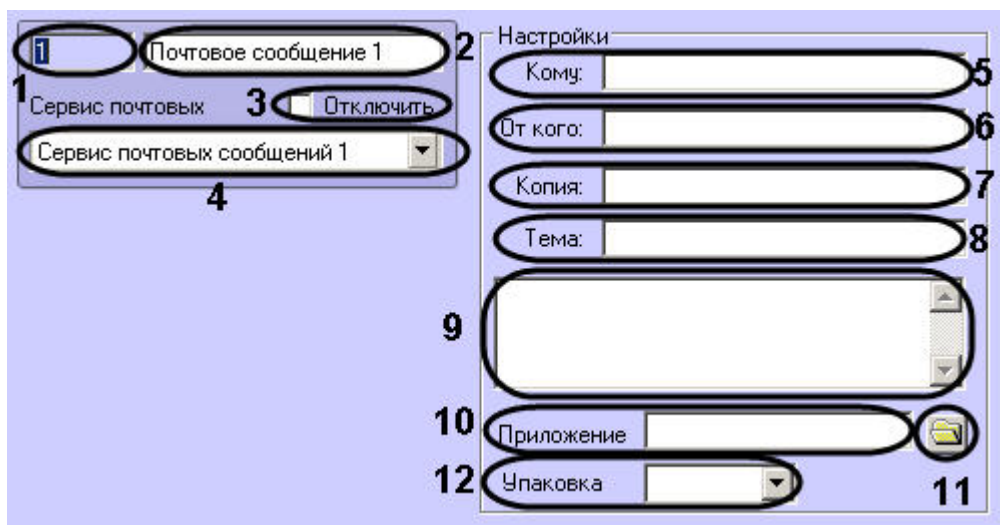 1 Почтовое сообщение 1 2
1
Сервис почтовых 3 Отключить
Сервис почтовых сообщений 1
4
Настройки
Кому: 5
От кого: 6
Копия: 7
Тема: 8
9
10 Приложение 11
12 Упаковка